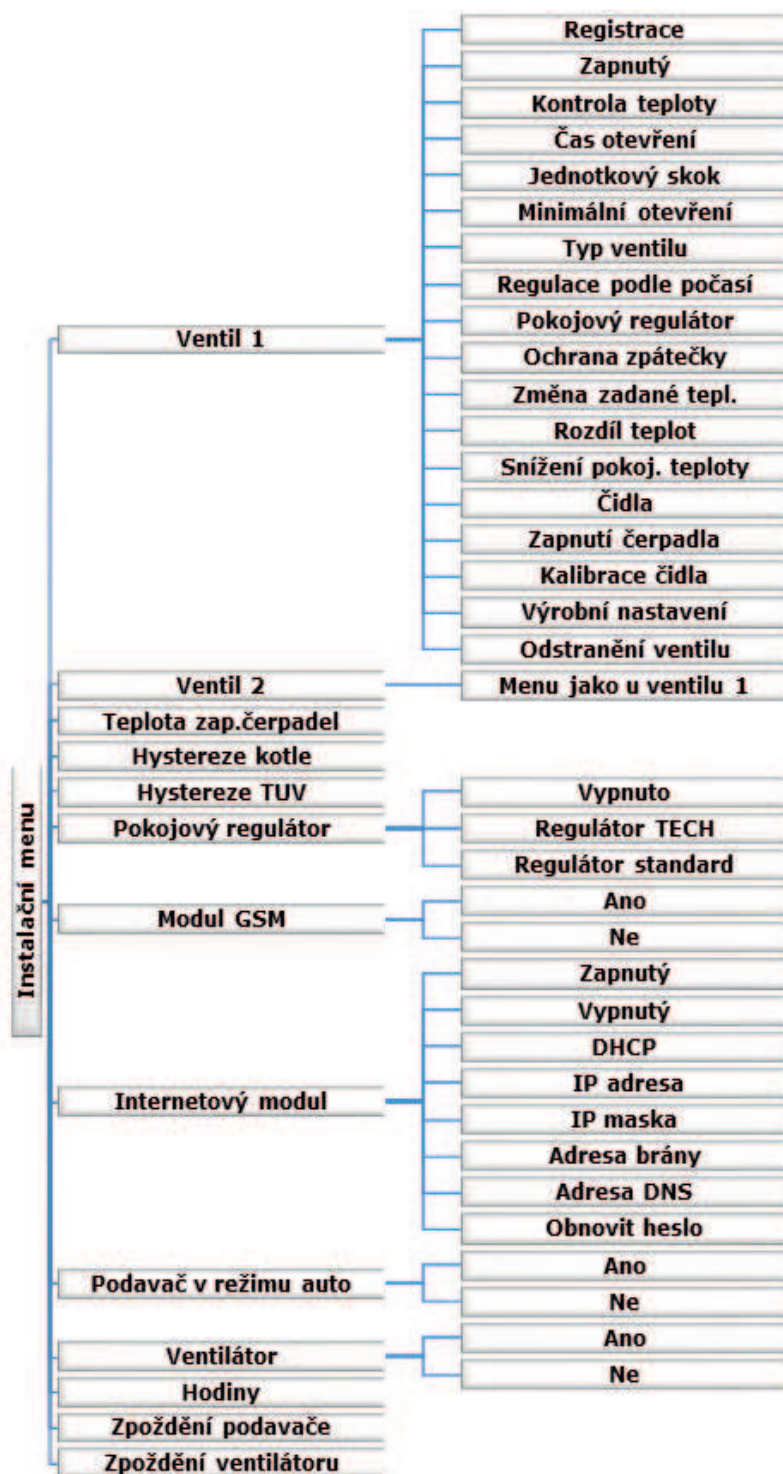 Instalační menu
Ventil 1
Registrace
Zapnutý
Kontrola teploty
Čas otevření
Jednotkový skok
Minimální otevření
Typ ventilu
Regulace podle počasí
Pokojový regulátor
Ochrana zpátečky
Změna zadané tepl.
Rozdíl teplot
Snížení pokoj. teploty
Čidla
Zapnutí čerpadla
Kalibrace čidla
Výrobní nastavení
Odstranění ventilu
Ventil 2
Menu jako u ventilu 1
Teplota zap.čerpadel
Hystereze kotle
Hystereze TUV
Pokojový regulátor
Vypnuto
Regulátor TECH
Regulátor standard
Modul GSM
Ano
Ne
Internetový modul
Zapnutý
Vypnutý
DHCP
IP adresa
IP maska
Adresa brány
Adresa DNS
Obnovit heslo
Podavač v režimu auto
Ano
Ne
Ventilátor
Ano
Ne
Hodiny
Zpoždění podavače
Zpoždění ventilátoru